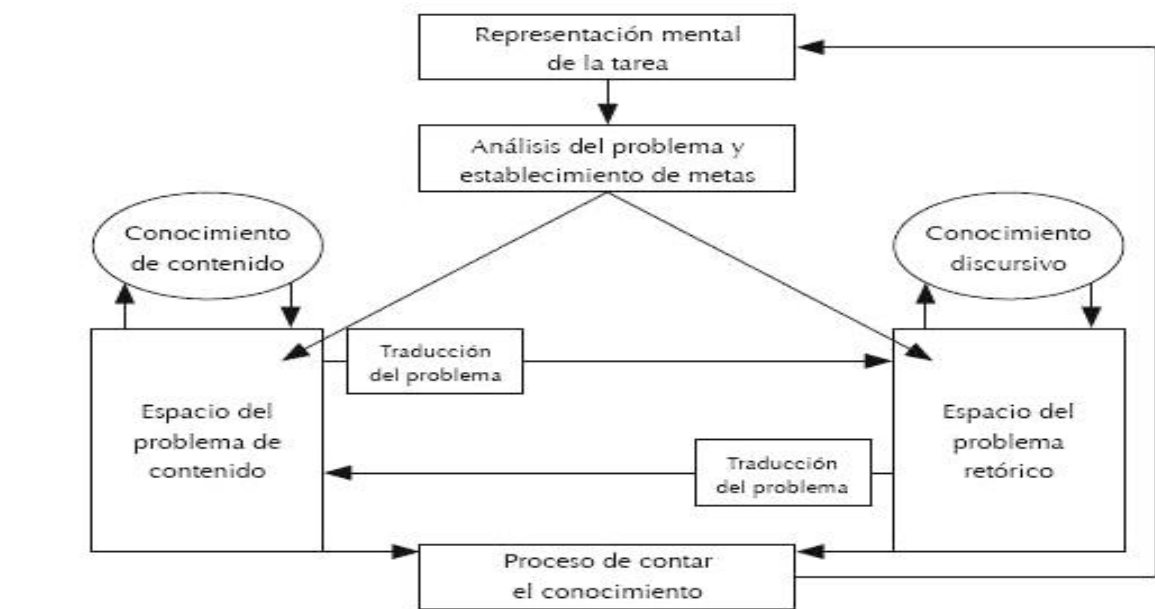 Representación mental
de la tarea
Análisis del problema y
establecimiento de metas
Conocimiento
de contenido
Conocimiento
discursivo
Traducción
del problema
Espacio del
problema de
contenido
Espacio del
problema
retórico
Traducción
del problema
Proceso de contar
el conocimiento